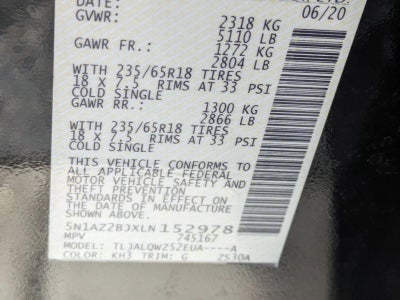 DATE: 06/20
GVWR: 2318 KG
5110 LB
GAWR FR.: 1272 KG
2804 LB
WITH 235/65R18 TIRES
18 X 7.5 RIMS AT 33 PSI
COLD SINGLE
GAWR RR.: 1300 KG
2866 LB
WITH 235/65R18 TIRES
18 X 7.5 RIMS AT 33 PSI
COLD SINGLE
THIS VEHICLE CONFORMS TO
ALL APPLICABLE FEDERAL
MOTOR VEHICLE SAFETY AND
THEFT PREVENTION
STANDARDS IN EFFECT ON
THE DATE OF MANUFACTURE
SHOWN ABOVE.
5N1AZ2BJXLN152978
MPV 745167
MODEL: TLJALQWZ52EUA----A
COLOR: KH3 TRIM: G 2S30A